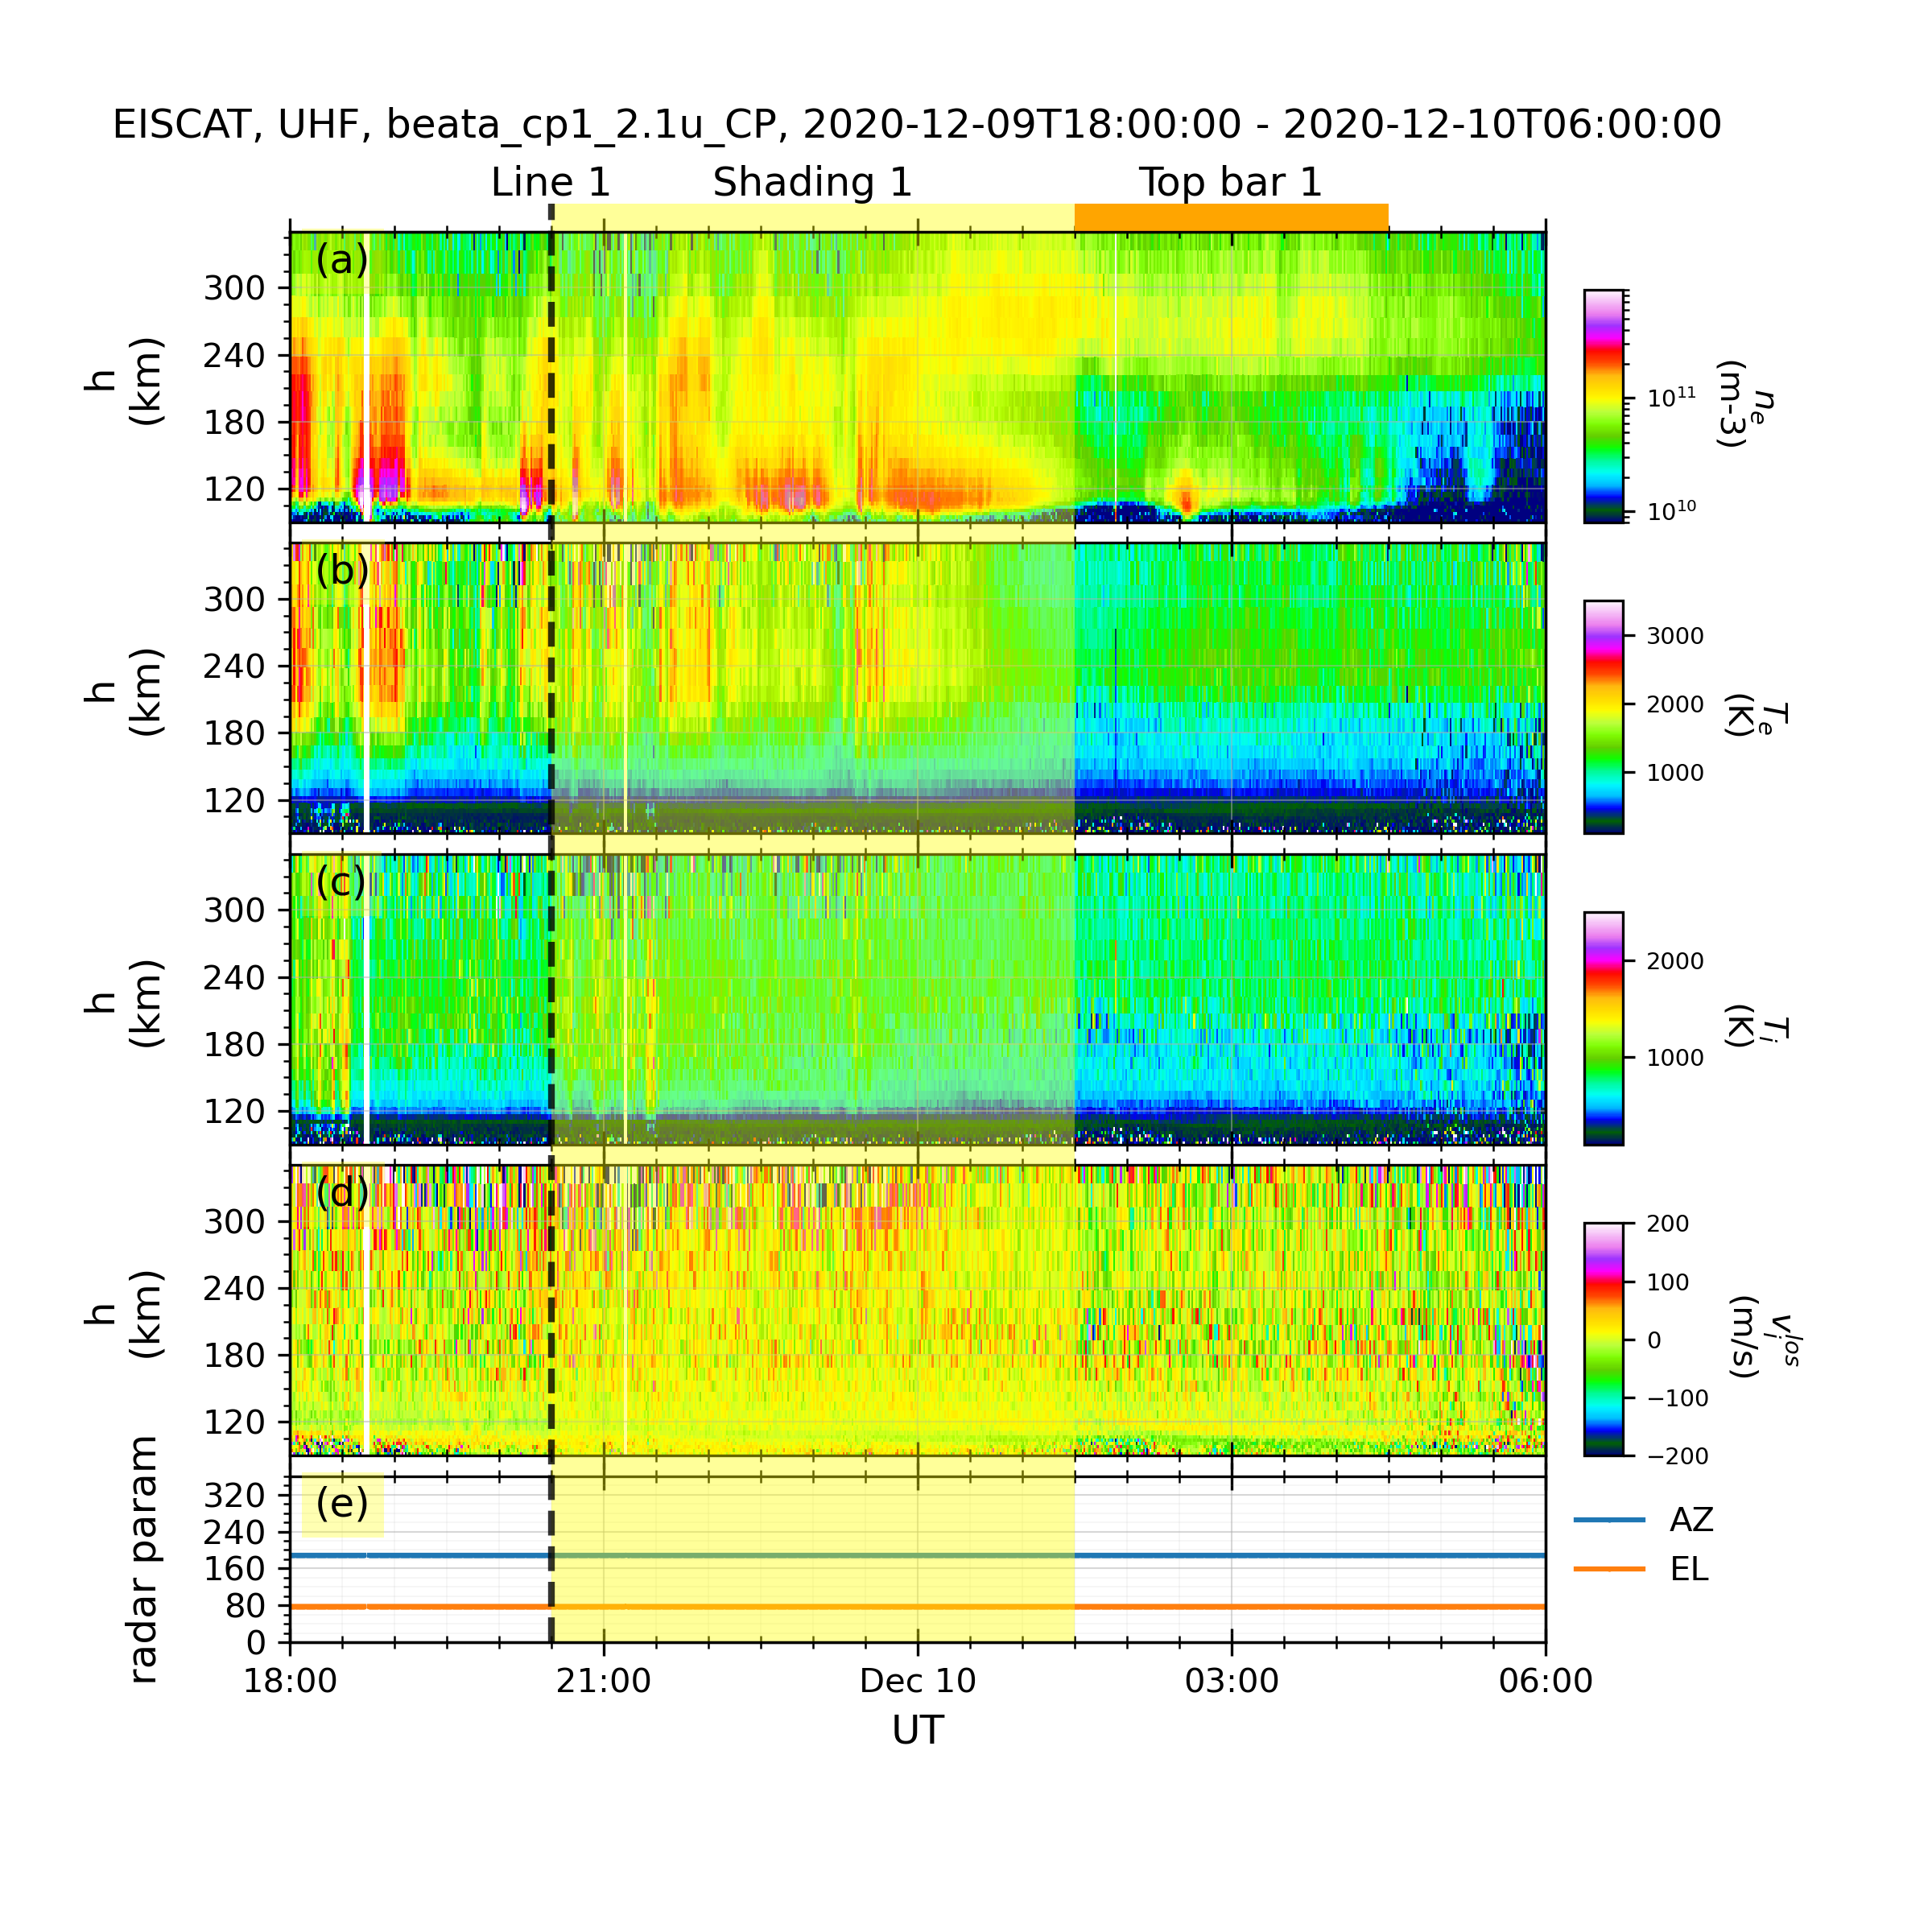 EISCAT, UHF, beata_cp1_2.1u_CP, 2020-12-09T18:00:00 - 2020-12-10T06:00:00
Line 1 Shading 1 Top bar 1
(a)
300
240
180
120
h
(km)
10¹¹
10¹⁰
nₑ
(m-3)
(b)
300
240
180
120
h
(km)
3000
2000
1000
Tₑ
(K)
(c)
300
240
180
120
h
(km)
2000
1000
Tᵢ
(K)
(d)
300
240
180
120
h
(km)
200
100
0
−100
−200
vᵢˡᵒˢ
(m/s)
(e)
320
240
160
80
0
radar param
AZ
EL
18:00 21:00 Dec 10 03:00 06:00
UT